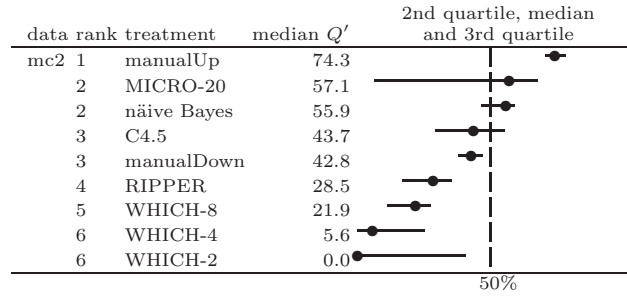 2nd quartile, median
data rank treatment median Q′ and 3rd quartile
mc2 1 manualUp 74.3
2 MICRO-20 57.1
2 näive Bayes 55.9
3 C4.5 43.7
3 manualDown 42.8
4 RIPPER 28.5
5 WHICH-8 21.9
6 WHICH-4 5.6
6 WHICH-2 0.0
50%